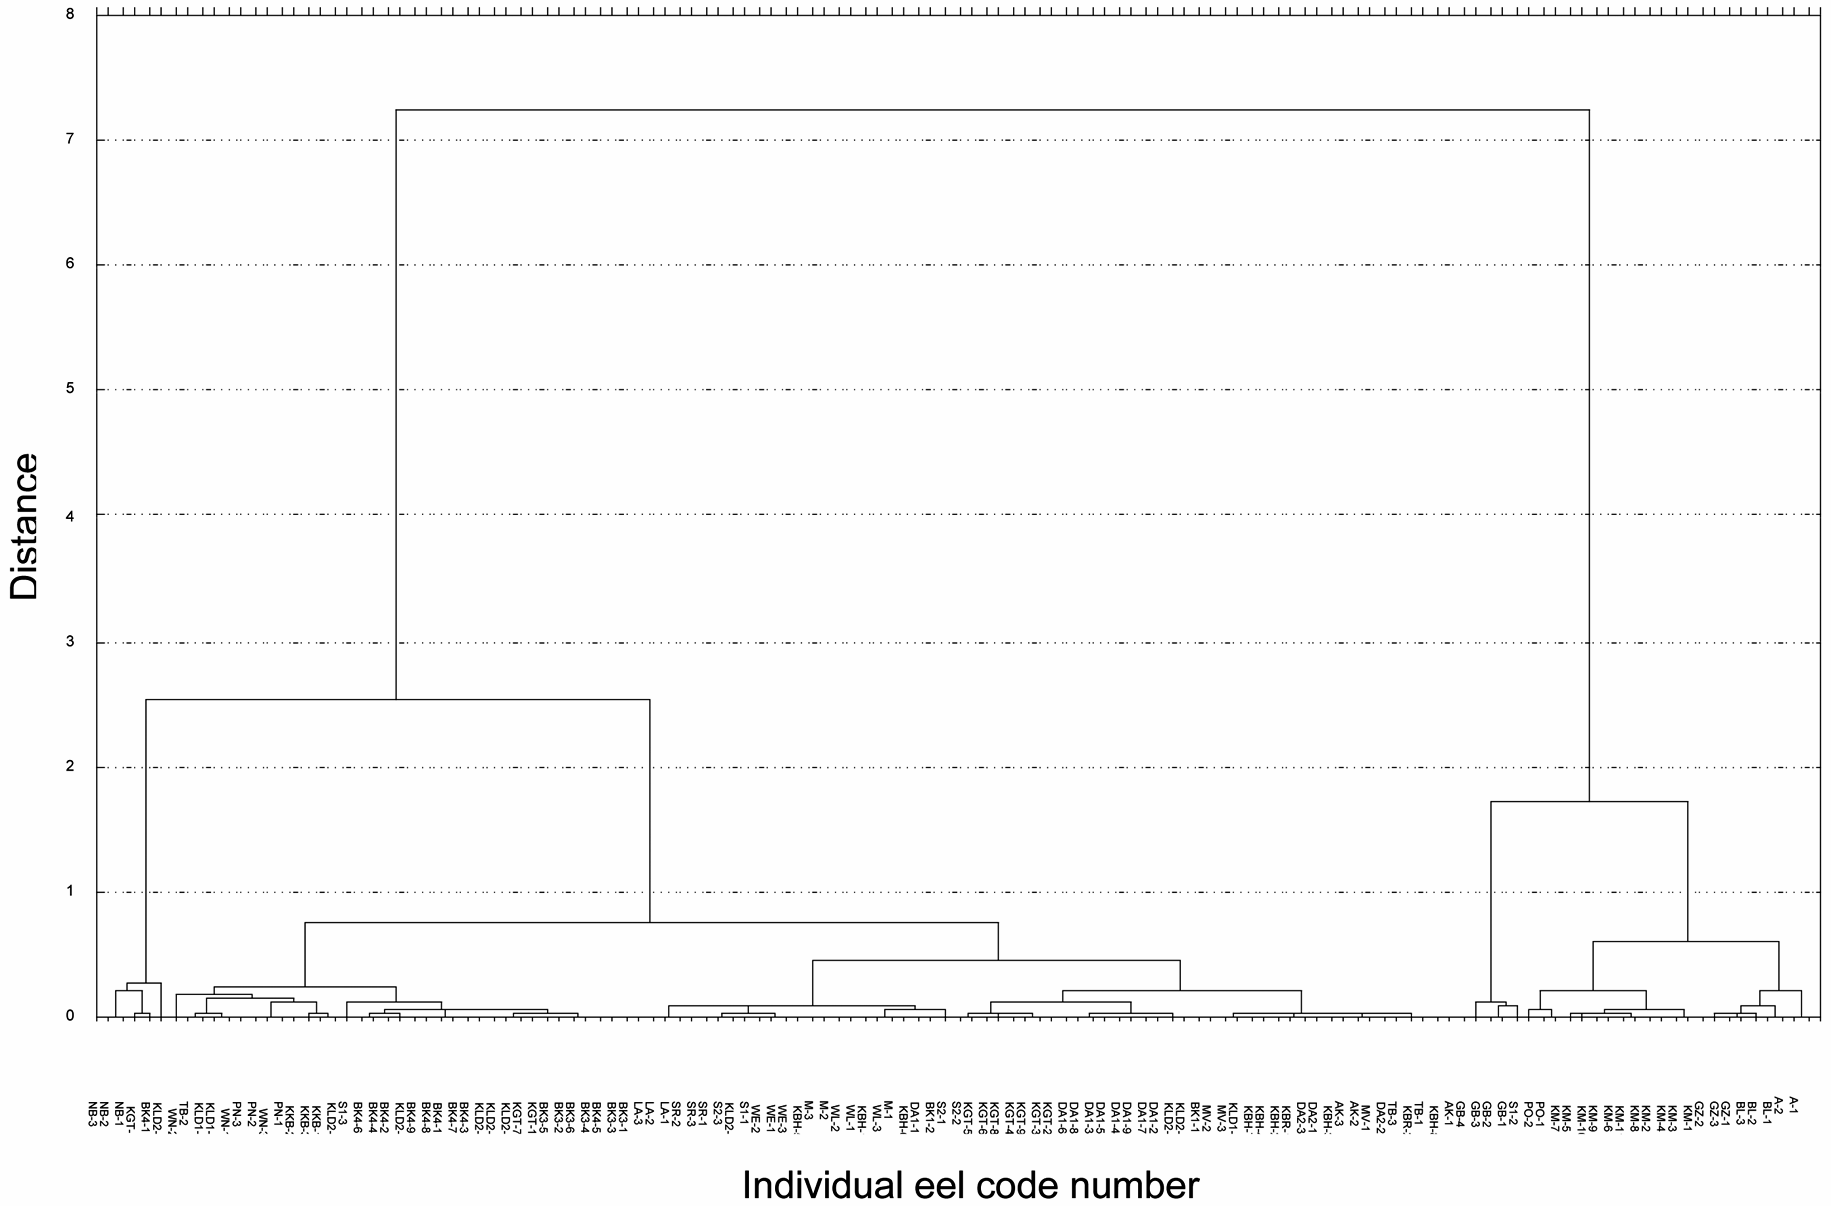 8
7
6
5
4
3
2
1
0
Distance
NB-3
NB-2
NB-1
KGT-
BK4-1
KLD2-
WN-2
TB-2
KLD1-
KLD1-
WN-
PN-3
PN-2
WN-
PN-1
KKB-
KKB-
KKB-
KLD2-
S1-3
BK4-6
BK4-4
BK4-2
KLD2-
BK4-9
BK4-8
BK4-1
BK4-7
BK4-3
KLD2-
KLD2-
KLD2-
KGT-7
KGT-1
BK3-5
BK3-2
BK3-6
BK3-4
BK4-5
BK3-3
BK3-1
LA-3
LA-2
LA-1
SR-2
SR-3
SR-1
S2-3
KLD2-
S1-1
WE-2
WE-1
WE-3
KBH-
M-3
M-2
WL-2
WL-1
KBH-
WL-3
M-1
KBH-
DA1-1
BK1-2
S2-1
S2-2
KGT-5
KGT-6
KGT-8
KGT-4
KGT-9
KGT-3
KGT-2
DA1-6
DA1-8
DA1-3
DA1-5
DA1-4
DA1-9
DA1-7
DA1-2
KLD2-
KLD2-
BK1-1
MV-2
MV-3
KLD1-
KBH-
KBH-
KBH-
KBR-
DA2-3
DA2-1
KBH-
AK-3
AK-2
MV-1
DA2-2
TB-3
KBR-
TB-1
KBH-
AK-1
GB-4
GB-3
GB-2
GB-1
S1-2
PO-2
PO-1
KM-7
KM-5
KM-1
KM-9
KM-6
KM-1
KM-8
KM-2
KM-4
KM-3
KM-1
GZ-2
GZ-3
GZ-1
BL-3
BL-2
BL-1
A-2
A-1
Individual eel code number